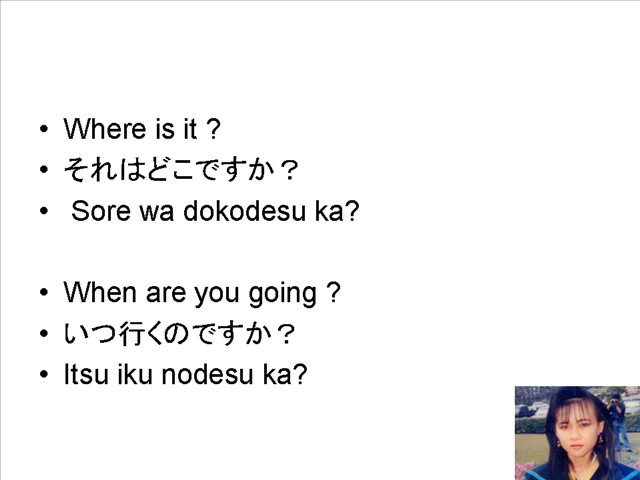 • Where is it ?
• それはどこですか？
• Sore wa dokodesu ka?
• When are you going ?
• いつ行くのですか？
• Itsu iku nodesu ka?